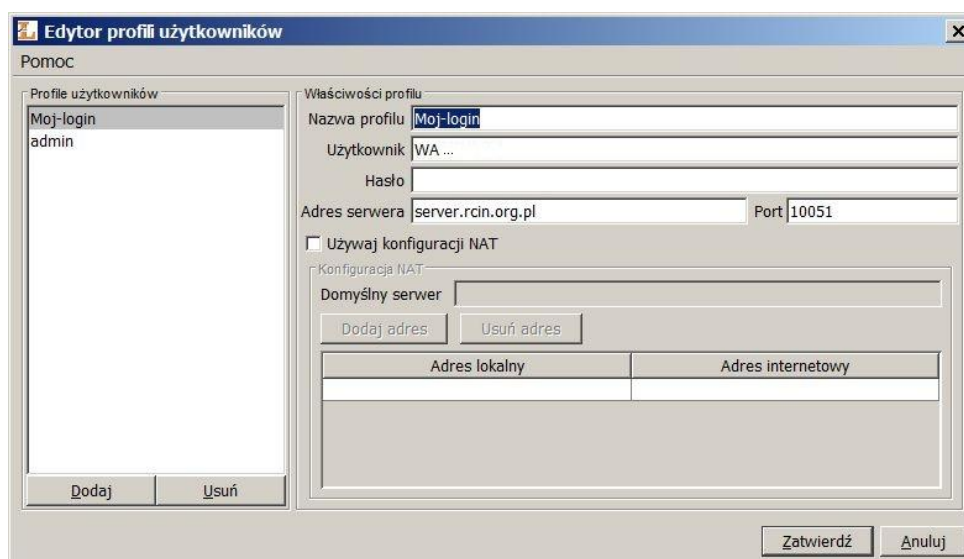 Edytor profili użytkowników
Pomoc
Profile użytkowników
Moj-login
admin
Dodaj Usuń
Właściwości profilu
Nazwa profilu Moj-login
Użytkownik WA ...
Hasło
Adres serwera server.rcin.org.pl Port 10051
Używaj konfiguracji NAT
Konfiguracja NAT
Domyślny serwer
Dodaj adres Usuń adres
Adres lokalny Adres internetowy
Zatwierdź Anuluj